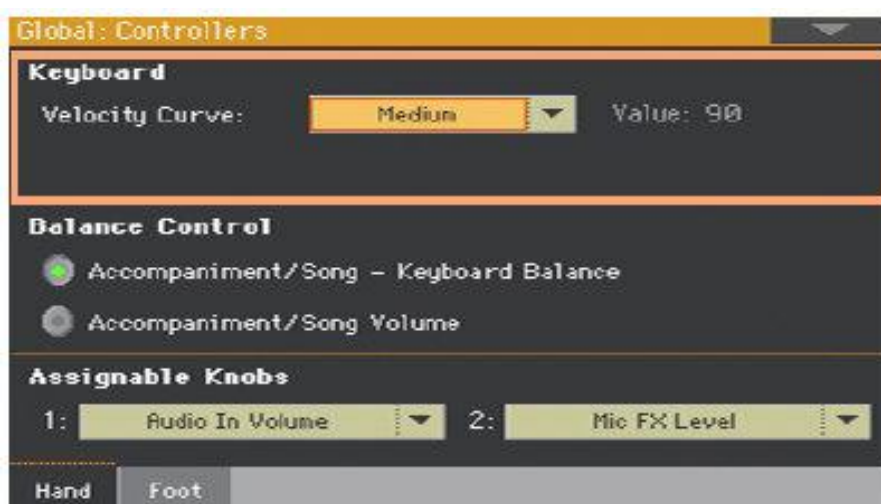 Global: Controllers
Keyboard
Velocity Curve: Medium Value: 90
Balance Control
Accompaniment/Song - Keyboard Balance
Accompaniment/Song Volume
Assignable Knobs
1: Audio In Volume 2: Mic FX Level
Hand Foot